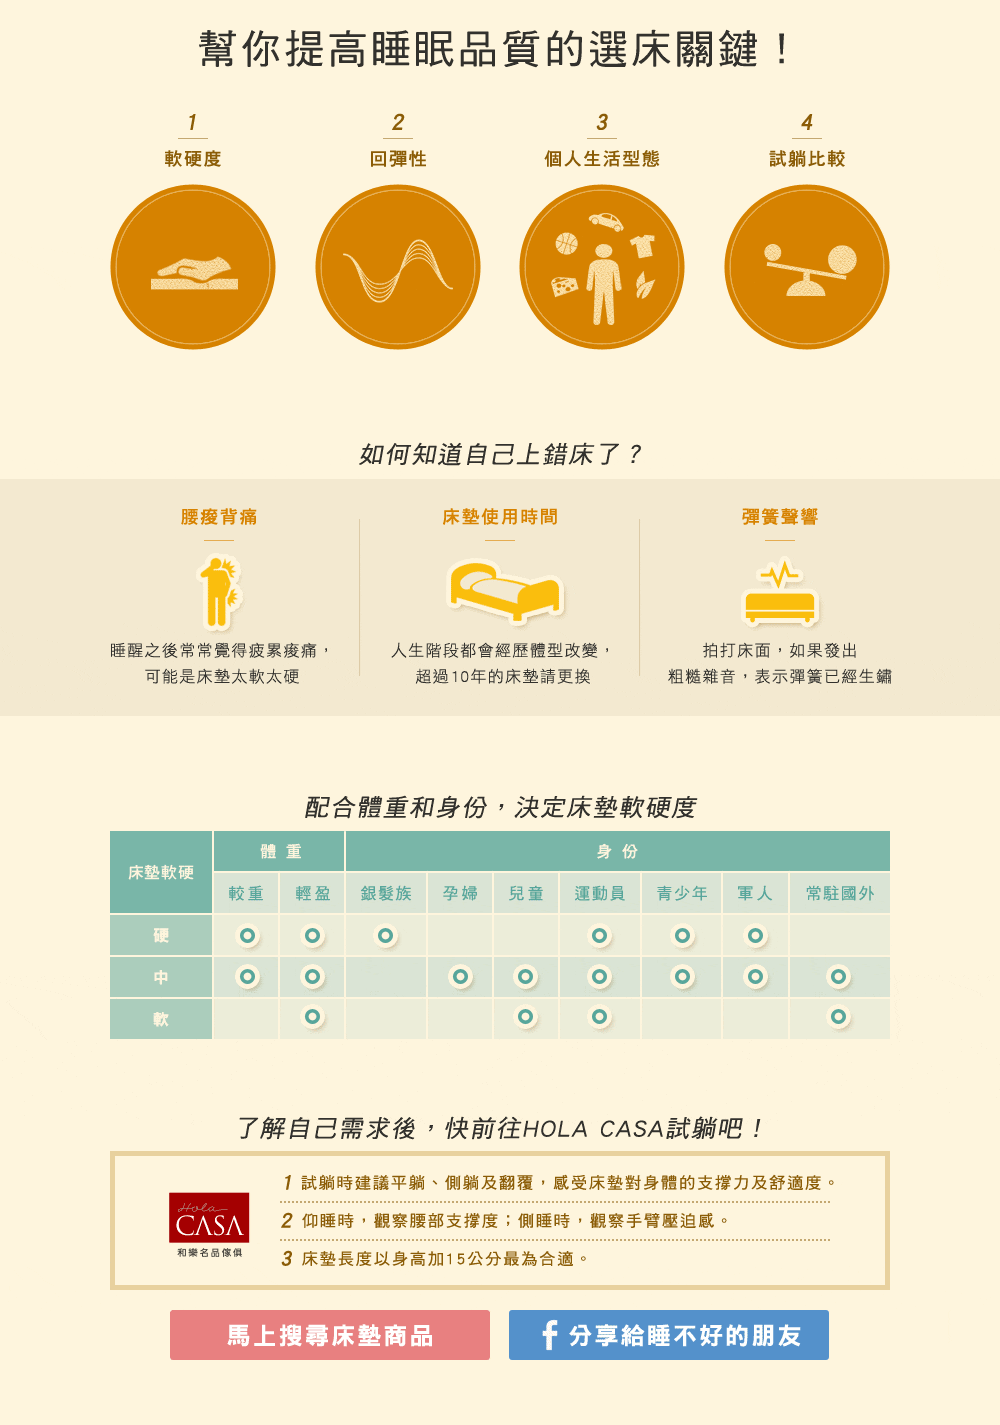 幫你提高睡眠品質的選床關鍵！
1
軟硬度
2
回彈性
3
個人生活型態
4
試躺比較
如何知道自己上錯床了？
腰痠背痛
睡醒之後常常覺得疲累痠痛，
可能是床墊太軟太硬
床墊使用時間
人生階段都會經歷體型改變，
超過10年的床墊請更換
彈簧聲響
拍打床面，如果發出
粗糙雜音，表示彈簧已經生鏽
配合體重和身份，決定床墊軟硬度
床墊軟硬 體 重 身 份
較重 輕盈 銀髮族 孕婦 兒童 運動員 青少年 軍人 常駐國外
硬
中
軟
了解自己需求後，快前往HOLA CASA試躺吧！
Hola
CASA
和樂名品傢俱
1 試躺時建議平躺、側躺及翻覆，感受床墊對身體的支撐力及舒適度。
2 仰睡時，觀察腰部支撐度；側睡時，觀察手臂壓迫感。
3 床墊長度以身高加15公分最為合適。
馬上搜尋床墊商品
f 分享給睡不好的朋友